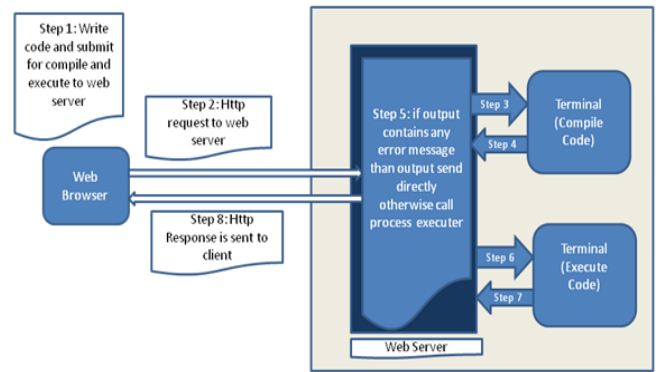 Step 1: Write
code and submit
for compile and
execute to web
server
Step 2: Http
request to web
server
Web
Browser
Step 8: Http
Response is sent to
client
Step 5: if output
contains any
error message
than output send
directly
otherwise call
process executer
Step 3
Step 4
Terminal
(Compile
Code)
Step 6
Step 7
Terminal
(Execute
Code)
Web Server